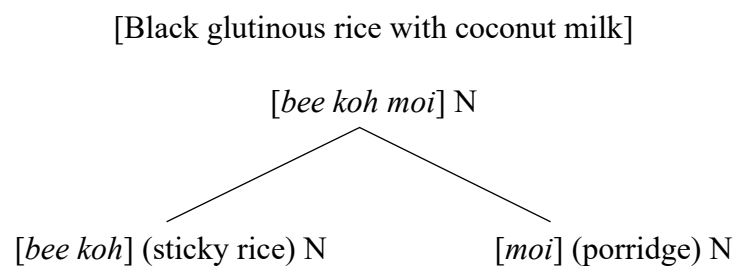 [Black glutinous rice with coconut milk]
[bee koh moi] N
[bee koh] (sticky rice) N [moi] (porridge) N